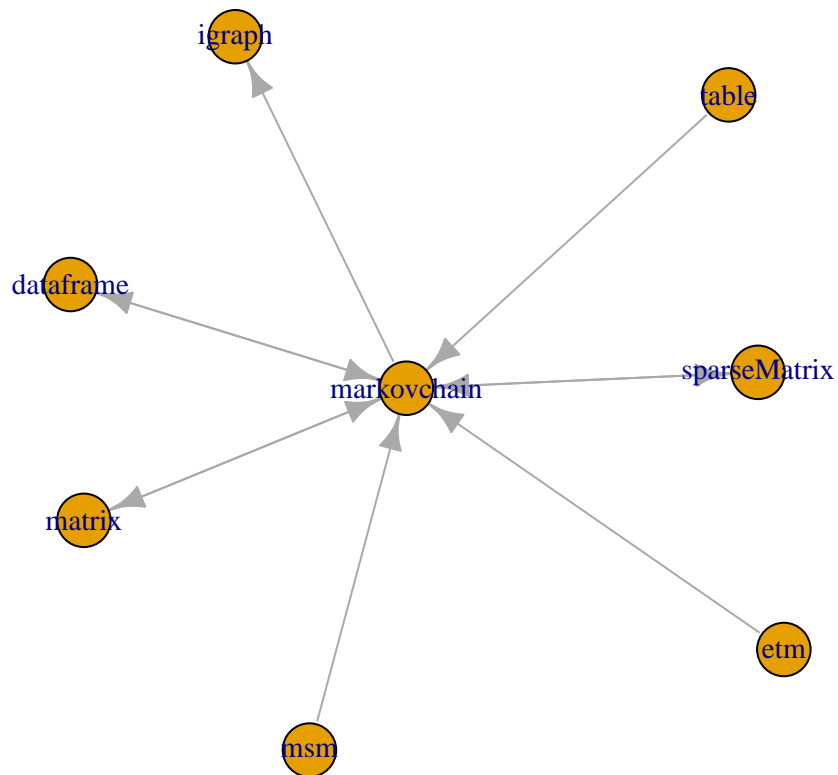 igraph
table
dataframe
sparseMatrix
markovchain
matrix
etm
msm